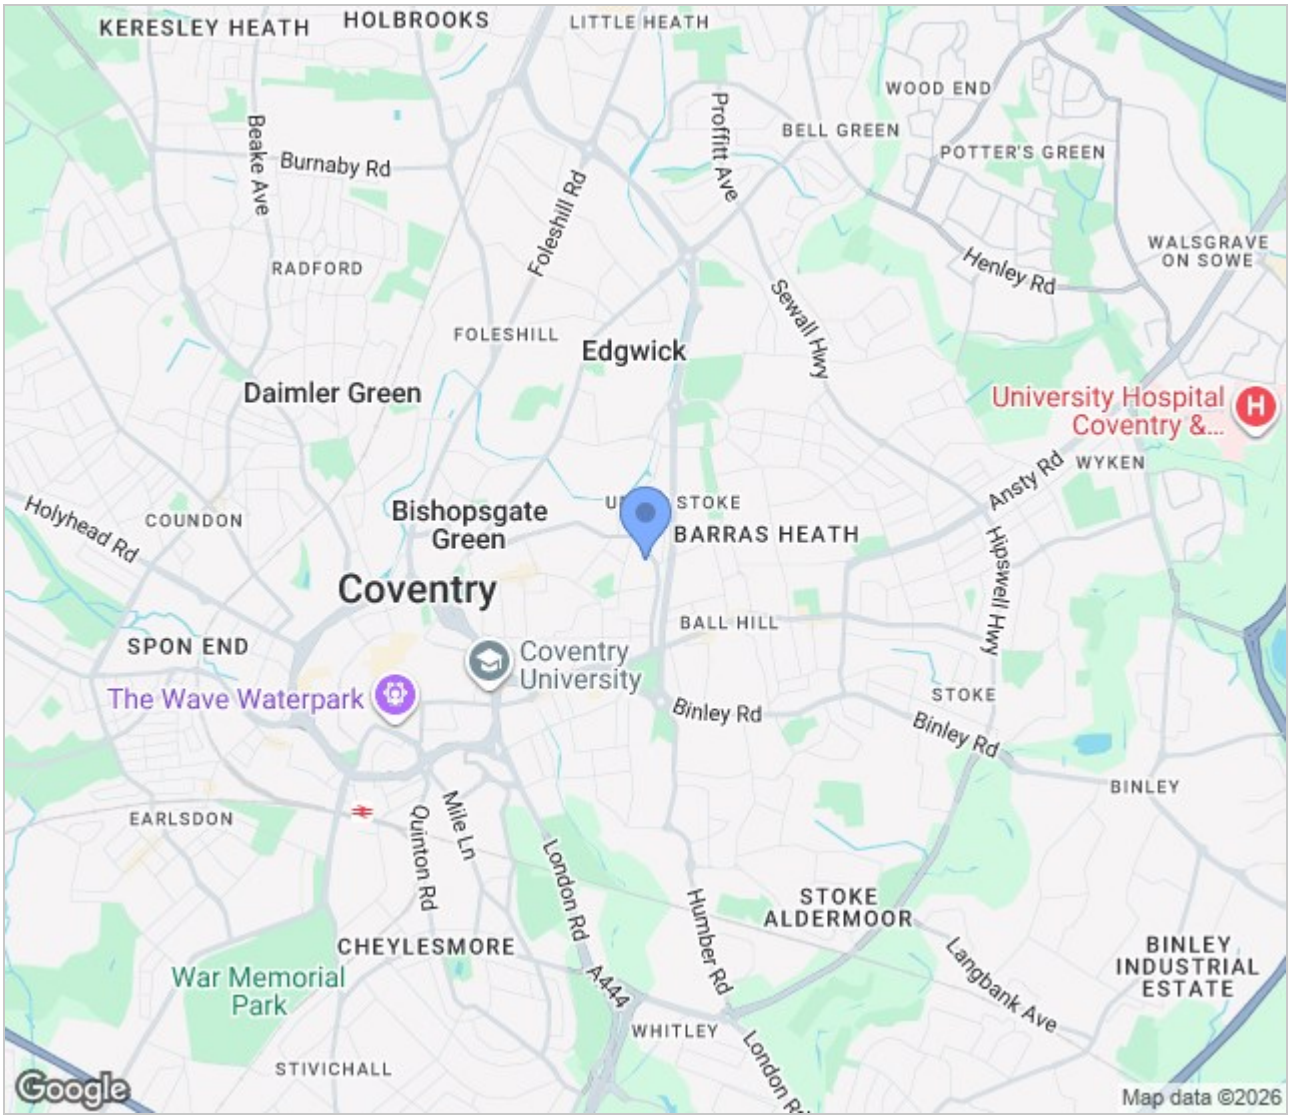 KERESLEY HEATH
HOLBROOKS
LITTLE HEATH
WOOD END
BELL GREEN
POTTER'S GREEN
Beake Ave
Burnaby Rd
Proffitt Ave
Foleshill Rd
WALSGRAVE
ON SOWE
Henley Rd
RADFORD
Sewall Hwy
FOLESHILL
Edgwick
Daimler Green
University Hospital
Coventry &...
H
WYKEN
Ansty Rd
Holyhead Rd
COUNDON
Bishopsgate
Green
STOKE
BARRAS HEATH
Hipswell Hwy
Coventry
BALL HILL
SPON END
Coventry
University
The Wave Waterpark
STOKE
Binley Rd
Binley Rd
BINLEY
EARLSDON
Quinton Rd
Mile Ln
London Rd
Humber Rd
STOKE
ALDERMOOR
CHEYLESMORE
War Memorial
Park
A444
Langbank Ave
BINLEY
INDUSTRIAL
ESTATE
WHITLEY
London Rd
STIVICHALL
Google
Map data ©2026